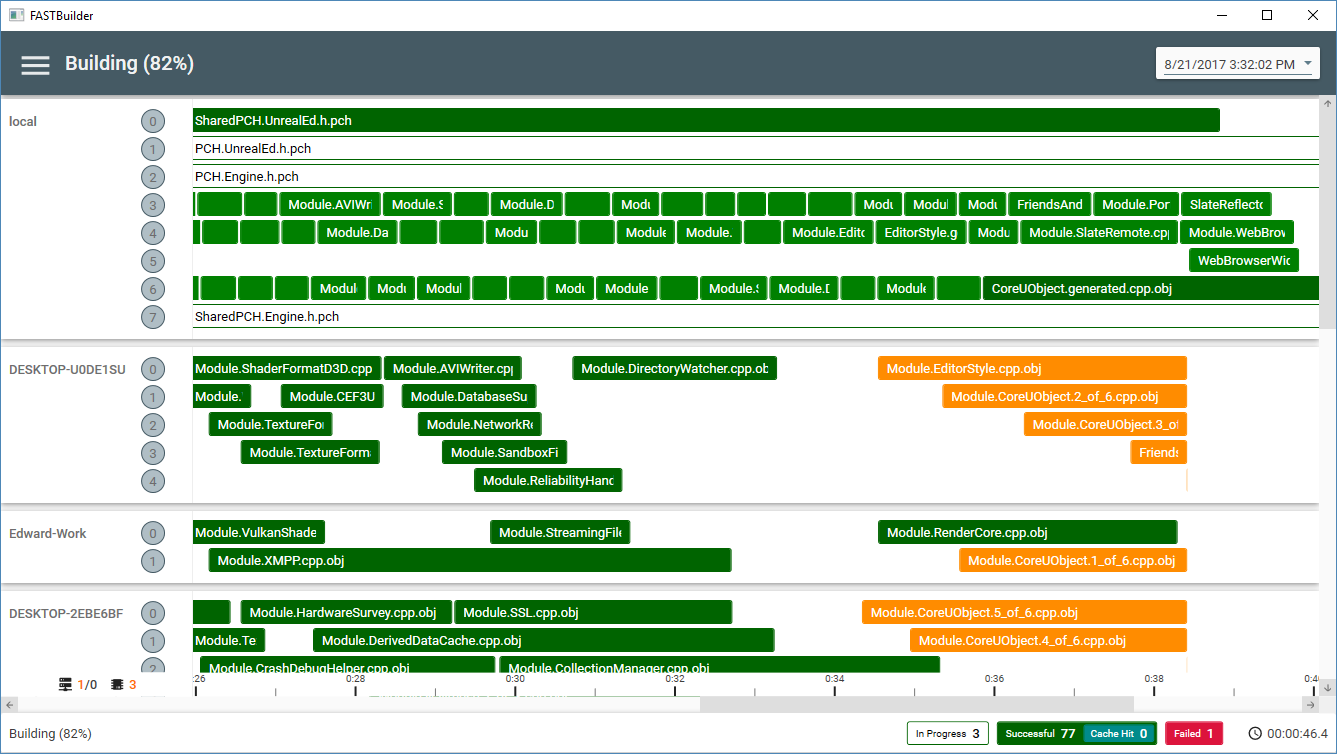 FASTBuilder
Building (82%)
8/21/2017 3:32:02 PM
local
0 SharedPCH.UnrealEd.h.pch
1 PCH.UnrealEd.h.pch
2 PCH.Engine.h.pch
3 Module.AVIWri Module.S Module.D Modu Modu Modul Modu FriendsAnd Module.Por SlateReflecto
4 Module.Da Modu Module Module. Module.Edito EditorStyle.g Modu Module.SlateRemote.cpp Module.WebBrow
5 WebBrowserWid
6 Module Modu Modul Modu Module Module.S Module.D Module CoreUObject.generated.cpp.obj
7 SharedPCH.Engine.h.pch
DESKTOP-U0DE1SU
0 Module.ShaderFormatD3D.cpp Module.AVIWriter.cpp Module.DirectoryWatcher.cpp.ob Module.EditorStyle.cpp.obj
1 Module. Module.CEF3U Module.DatabaseSu Module.CoreUObject.2_of_6.cpp.obj
2 Module.TextureFor Module.NetworkRe Module.CoreUObject.3_of
3 Module.TextureForma Module.SandboxFi Friends
4 Module.ReliabilityHand
Edward-Work
0 Module.VulkanShade Module.StreamingFile Module.RenderCore.cpp.obj
1 Module.XMPP.cpp.obj Module.CoreUObject.1_of_6.cpp.obj
DESKTOP-2EBE6BF
0 Module.HardwareSurvey.cpp.obj Module.SSL.cpp.obj Module.CoreUObject.5_of_6.cpp.obj
1 Module.Te Module.DerivedDataCache.cpp.obj Module.CoreUObject.4_of_6.cpp.obj
2 Module.CrashDebugHelper.cpp.obj Module.CollectionManager.cpp.obj
1/0 3 :26 0:28 0:30 0:32 0:34 0:36 0:38 0:4
Building (82%) In Progress 3 Successful 77 Cache Hit 0 Failed 1 00:00:46.4